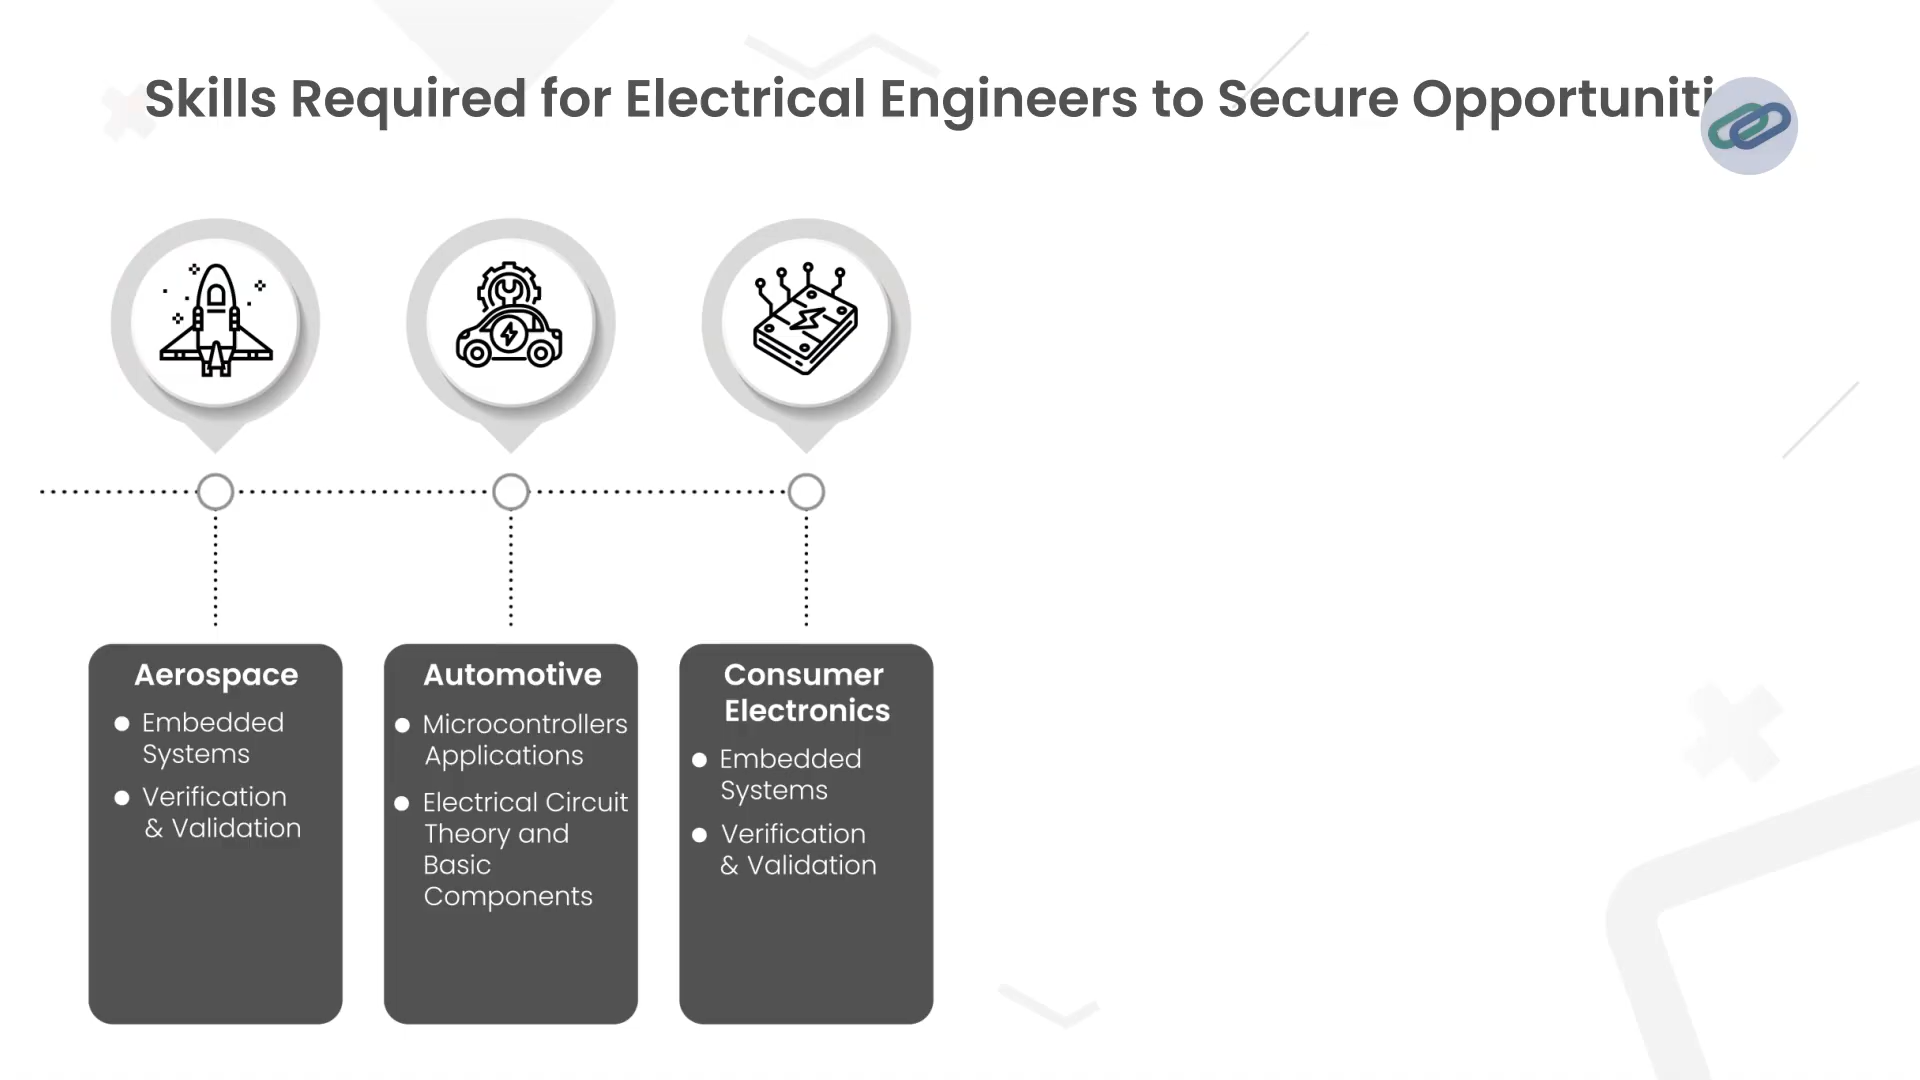 Skills Required for Electrical Engineers to Secure Opportuniti
Aerospace
Embedded
Systems
Verification
& Validation
Automotive
Microcontrollers
Applications
Electrical Circuit
Theory and
Basic
Components
Consumer
Electronics
Embedded
Systems
Verification
& Validation